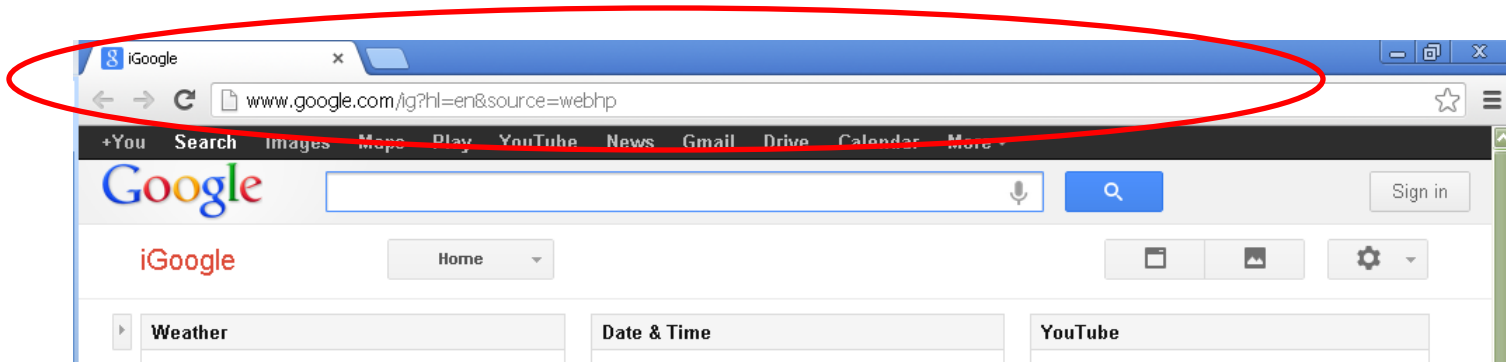 iGoogle
www.google.com/ig?hl=en&source=webhp
+You Search Images Maps Play YouTube News Gmail Drive Calendar More
Google Sign in
iGoogle Home
Weather Date & Time YouTube